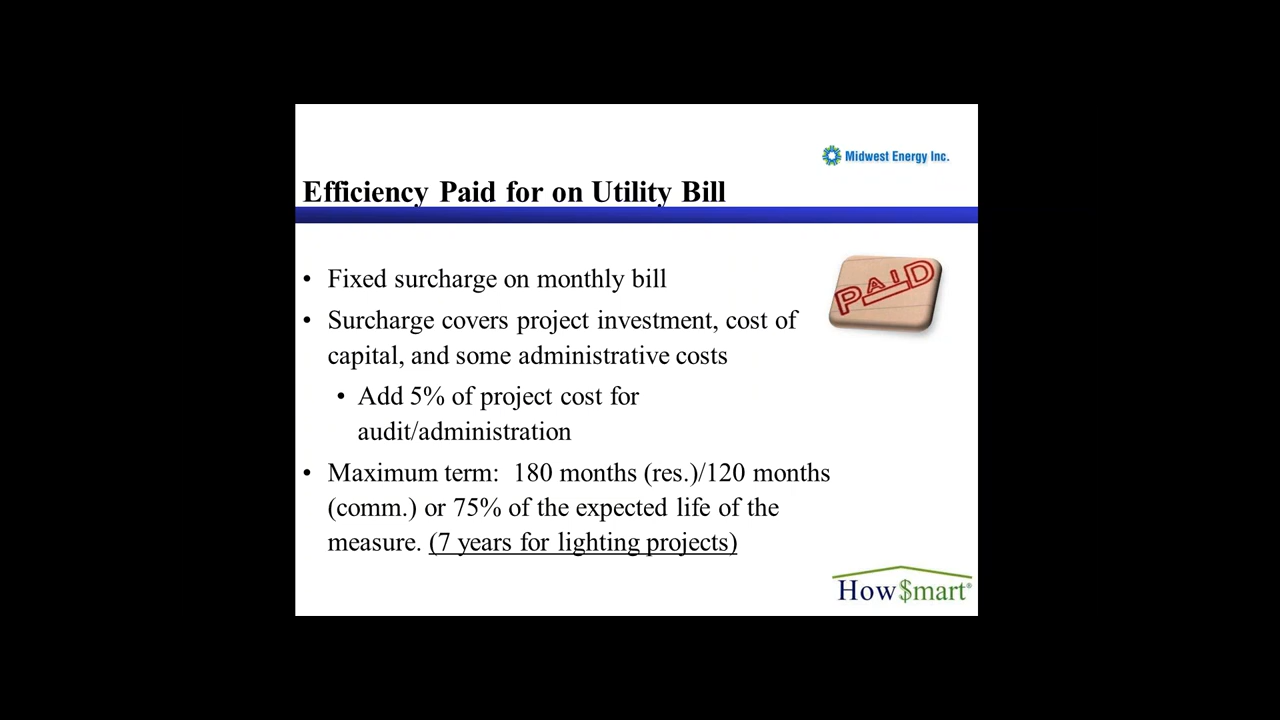 Midwest Energy Inc.
Efficiency Paid for on Utility Bill
• Fixed surcharge on monthly bill
PAID
• Surcharge covers project investment, cost of
capital, and some administrative costs
• Add 5% of project cost for
audit/administration
• Maximum term:  180 months (res.)/120 months
(comm.) or 75% of the expected life of the
measure. (7 years for lighting projects)
How$mart®